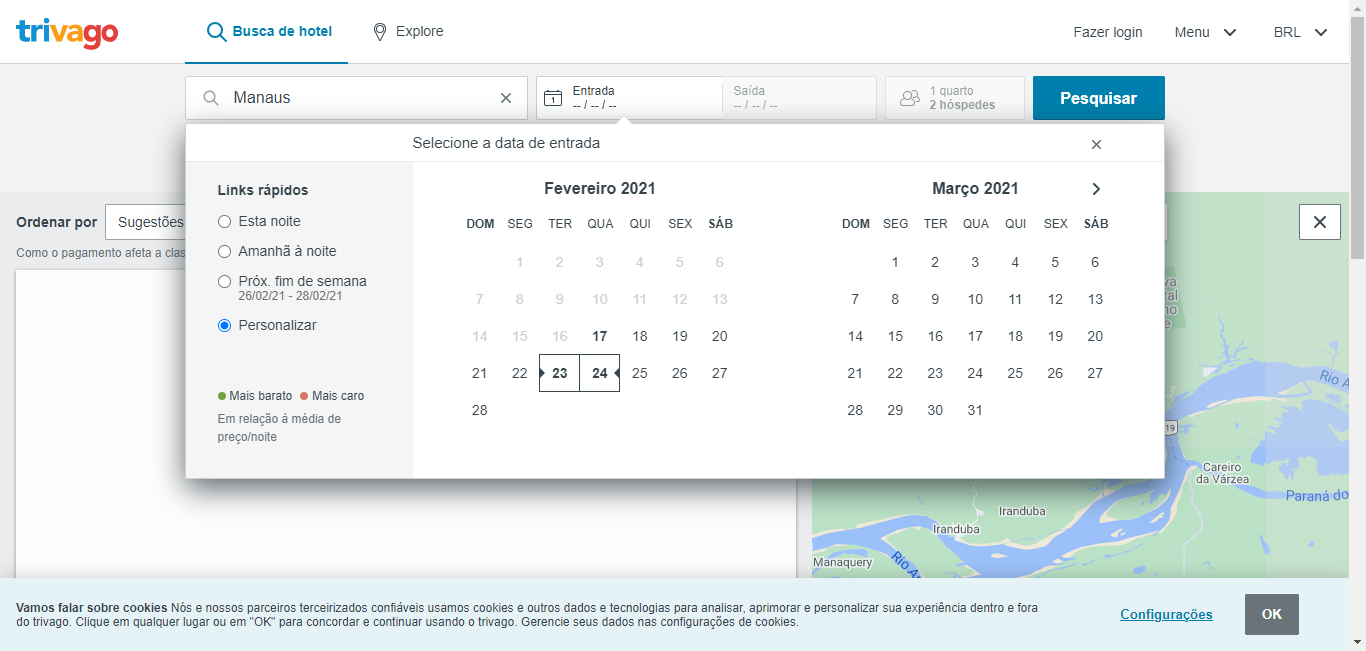 trivago
Busca de hotel
Explore
Fazer login
Menu
BRL
Manaus
1
Entrada
-- / -- / --
Saída
-- / -- / --
1 quarto
2 hóspedes
Pesquisar
Selecione a data de entrada
Ordenar por
Sugestões
Como o pagamento afeta a clas
Links rápidos
Esta noite
Amanhã à noite
Próx. fim de semana
26/02/21 - 28/02/21
Personalizar
Mais barato Mais caro
Em relação à média de
preço/noite
Fevereiro 2021
DOM SEG TER QUA QUI SEX SÁB
1 2 3 4 5 6
7 8 9 10 11 12 13
14 15 16 17 18 19 20
21 22 23 24 25 26 27
28
Março 2021
DOM SEG TER QUA QUI SEX SÁB
1 2 3 4 5 6
7 8 9 10 11 12 13
14 15 16 17 18 19 20
21 22 23 24 25 26 27
28 29 30 31
Careiro
da Várzea
Paraná do
Iranduba
Iranduba
Manaquery
Rio A
Rio A
19
Vamos falar sobre cookies Nós e nossos parceiros terceirizados confiáveis usamos cookies e outros dados e tecnologias para analisar, aprimorar e personalizar sua experiência dentro e fora
do trivago. Clique em qualquer lugar ou em "OK" para concordar e continuar usando o trivago. Gerencie seus dados nas configurações de cookies.
Configurações
OK